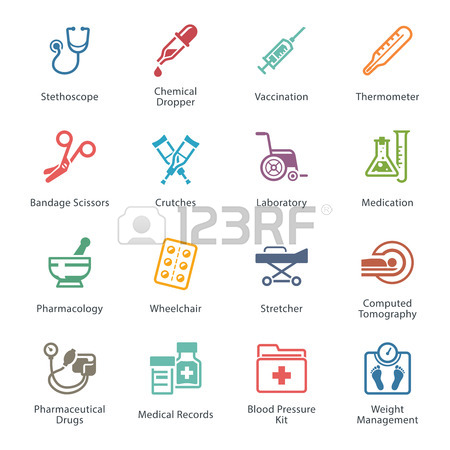 Stethoscope
Chemical
Dropper
Vaccination
Thermometer
Bandage Scissors
Crutches
Laboratory
Medication
123RF
Pharmacology
Wheelchair
Stretcher
Computed
Tomography
Pharmaceutical
Drugs
Medical Records
Blood Pressure
Kit
Weight
Management